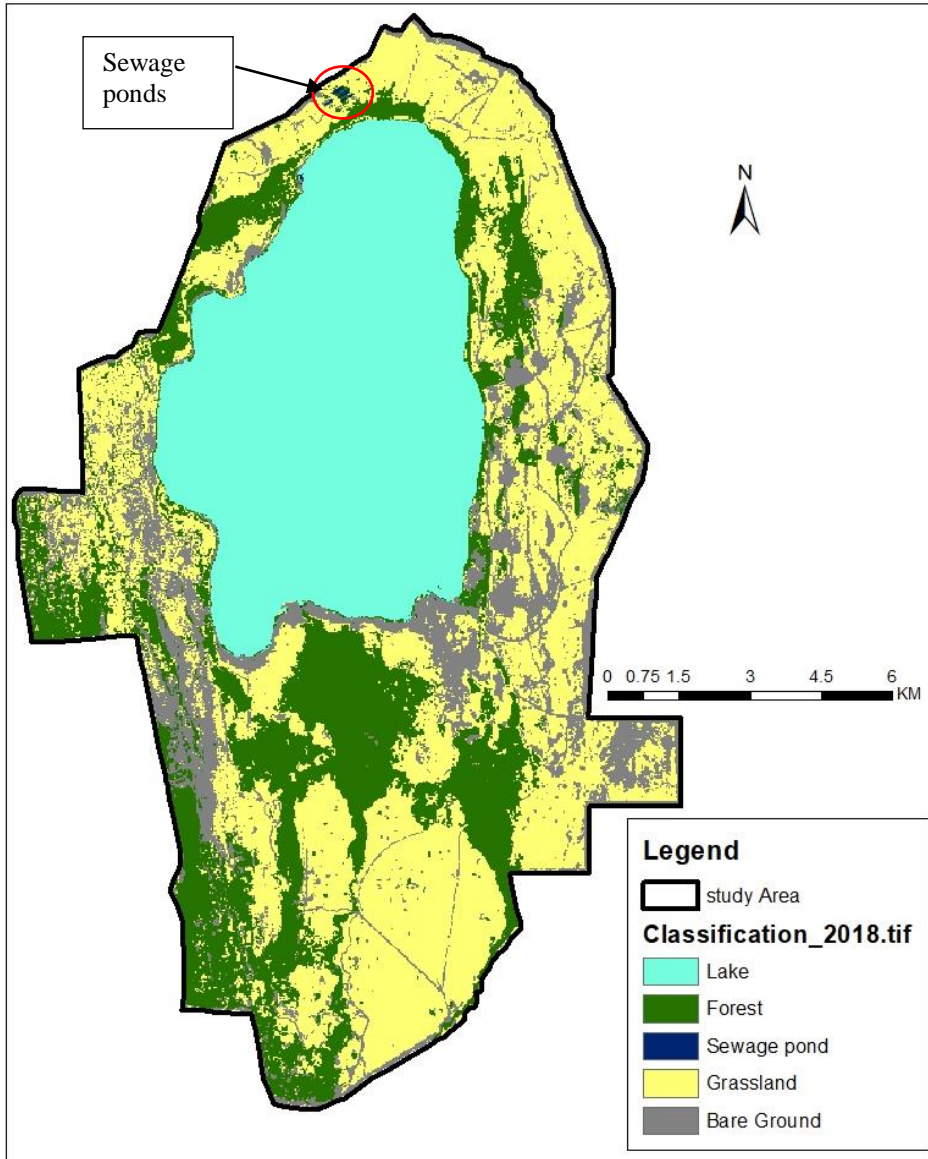 Sewage
ponds
N
0 0.75 1.5 3 4.5 6
KM
Legend
study Area
Classification_2018.tif
Lake
Forest
Sewage pond
Grassland
Bare Ground